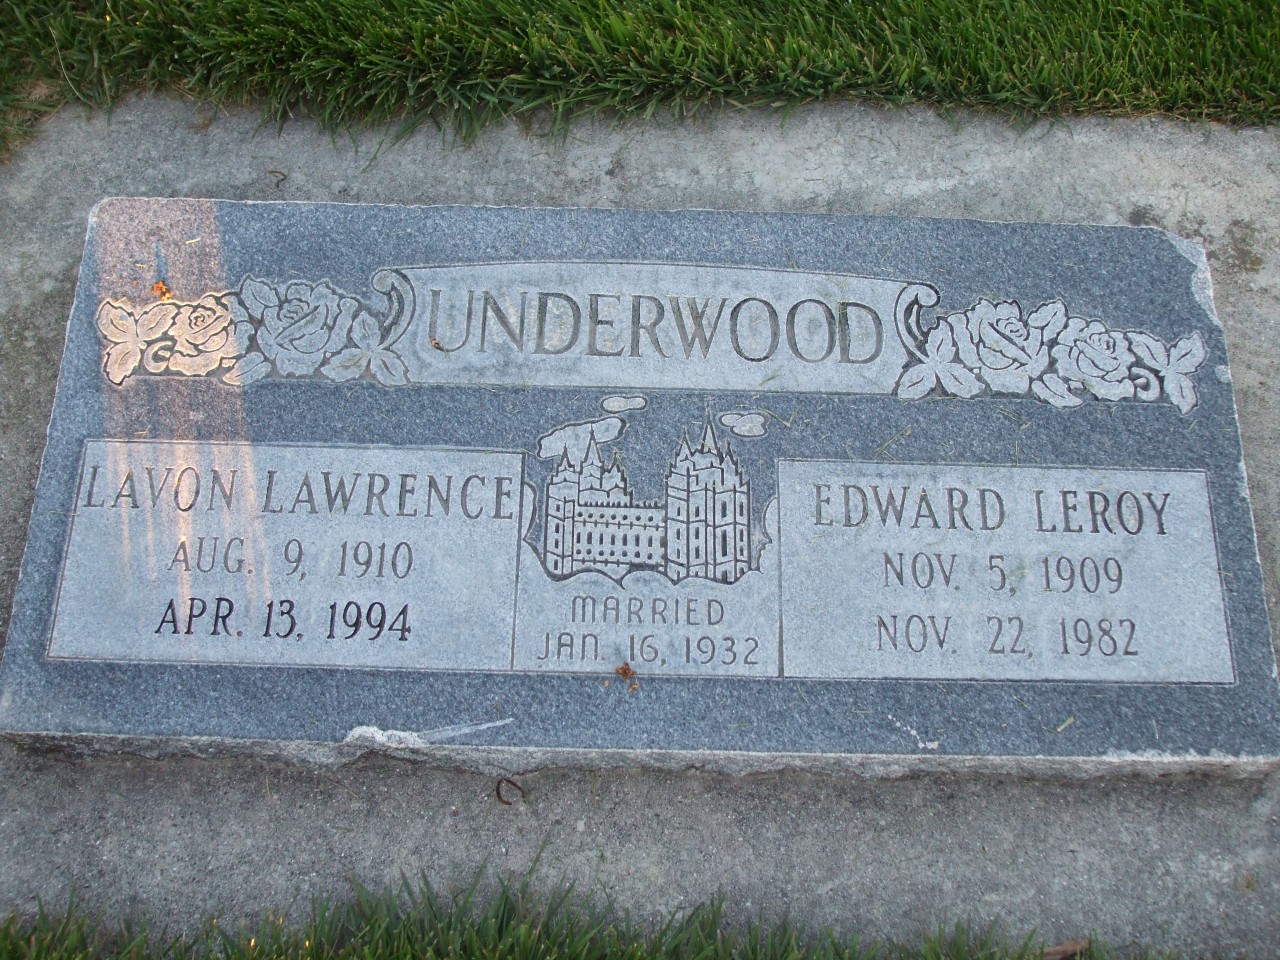 UNDERWOOD
LAVON LAWRENCE
AUG. 9, 1910
APR. 13, 1994
MARRIED
JAN. 16, 1932
EDWARD LEROY
NOV. 5, 1909
NOV. 22, 1982